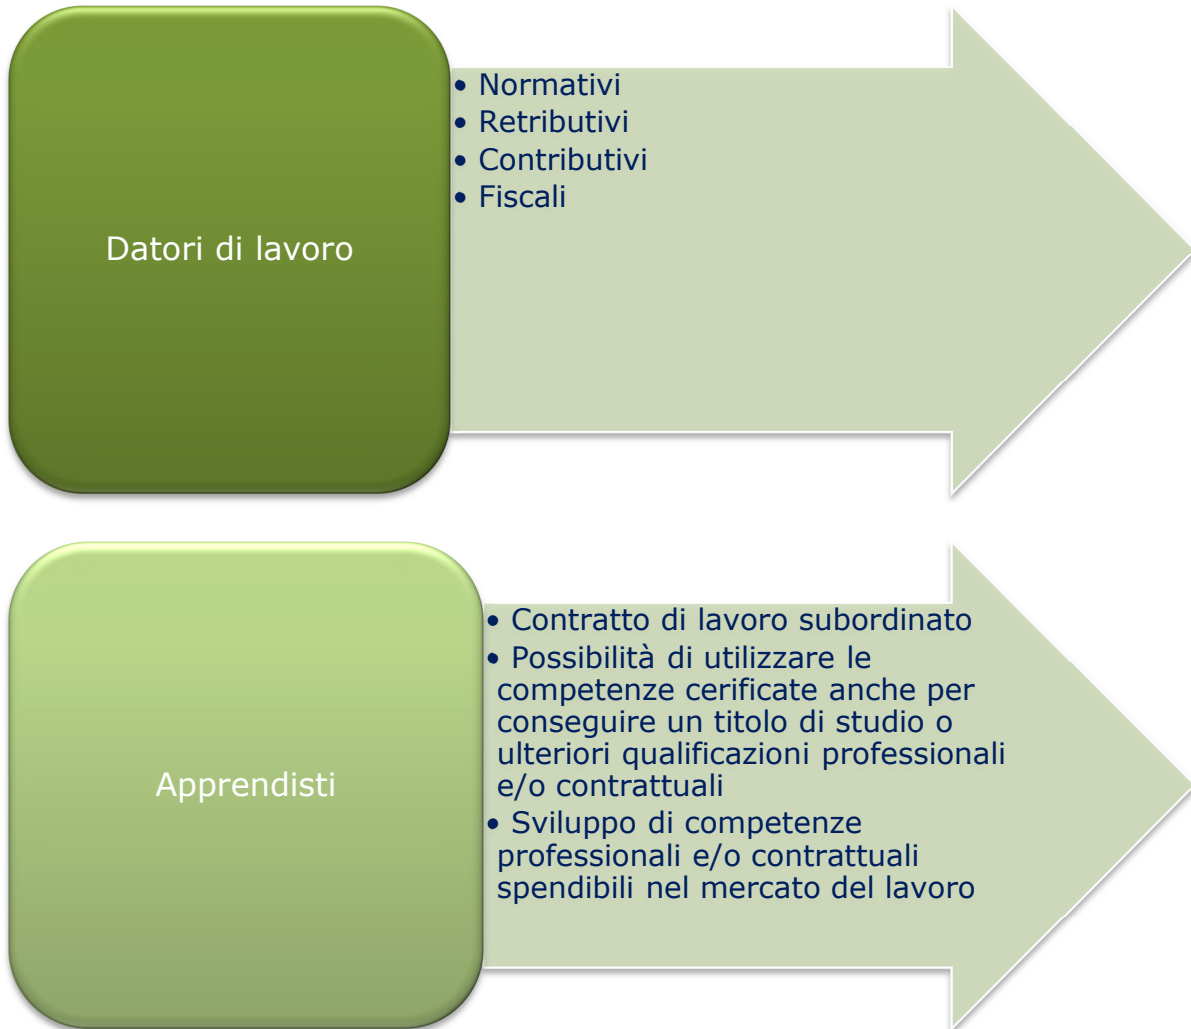 Datori di lavoro
• Normativi
• Retributivi
• Contributivi
• Fiscali
Apprendisti
• Contratto di lavoro subordinato
• Possibilità di utilizzare le
competenze cerificate anche per
conseguire un titolo di studio o
ulteriori qualificazioni professionali
e/o contrattuali
• Sviluppo di competenze
professionali e/o contrattuali
spendibili nel mercato del lavoro